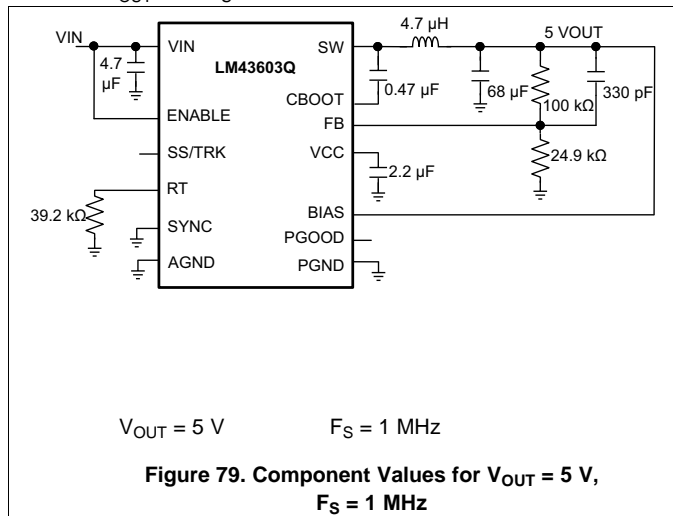 VIN
VIN
4.7
µF
LM43603Q
SW
4.7 µH
5 VOUT
0.47 µF
68 µF
100 kΩ
330 pF
CBOOT
ENABLE
FB
SS/TRK
VCC
24.9 kΩ
2.2 µF
RT
39.2 kΩ
BIAS
SYNC
PGOOD
AGND
PGND
VOUT = 5 V
FS = 1 MHz
Figure 79. Component Values for VOUT = 5 V,
FS = 1 MHz